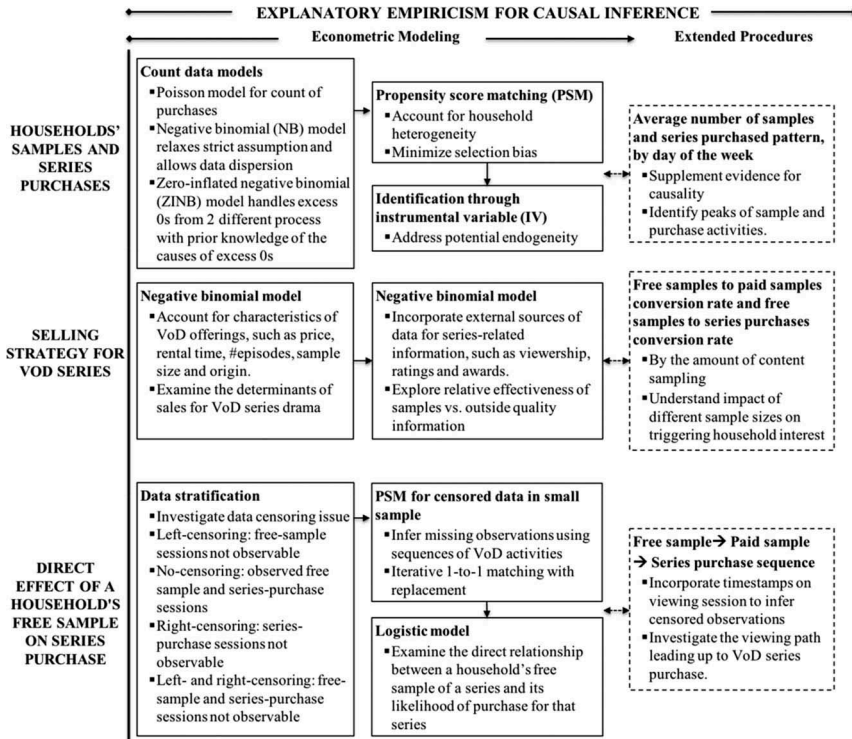 EXPLANATORY EMPIRICISM FOR CAUSAL INFERENCE
Econometric Modeling
Extended Procedures
HOUSEHOLDS'
SAMPLES AND
SERIES
PURCHASES
Count data models
▪ Poisson model for count of
purchases
▪ Negative binomial (NB) model
relaxes strict assumption and
allows data dispersion
▪ Zero-inflated negative binomial
(ZINB) model handles excess
0s from 2 different process
with prior knowledge of the
causes of excess 0s
Propensity score matching (PSM)
▪ Account for household
heterogeneity
▪ Minimize selection bias
Identification through
instrumental variable (IV)
▪ Address potential endogeneity
Average number of samples
and series purchased pattern,
by day of the week
▪ Supplement evidence for
causality
▪ Identify peaks of sample and
purchase activities.
SELLING
STRATEGY FOR
VOD SERIES
Negative binomial model
▪ Account for characteristics of
VoD offerings, such as price,
rental time, #episodes, sample
size and origin.
▪ Examine the determinants of
sales for VoD series drama
Negative binomial model
▪ Incorporate external sources of
data for series-related
information, such as viewership,
ratings and awards.
▪ Explore relative effectiveness of
samples vs. outside quality
information
Free samples to paid samples
conversion rate and free
samples to series purchases
conversion rate
▪ By the amount of content
sampling
▪ Understand impact of
different sample sizes on
triggering household interest
DIRECT
EFFECT OF A
HOUSEHOLD'S
FREE SAMPLE
ON SERIES
PURCHASE
Data stratification
▪ Investigate data censoring issue
▪ Left-censoring: free-sample
sessions not observable
▪ No-censoring: observed free
sample and series-purchase
sessions
▪ Right-censoring: series-
purchase sessions not
observable
▪ Left- and right-censoring: free-
sample and series-purchase
sessions not observable
PSM for censored data in small
sample
▪ Infer missing observations using
sequences of VoD activities
▪ Iterative 1-to-1 matching with
replacement
Logistic model
▪ Examine the direct relationship
between a household's free
sample of a series and its
likelihood of purchase for that
series
Free sample→ Paid sample
→ Series purchase sequence
▪ Incorporate timestamps on
viewing session to infer
censored observations
▪ Investigate the viewing path
leading up to VoD series
purchase.